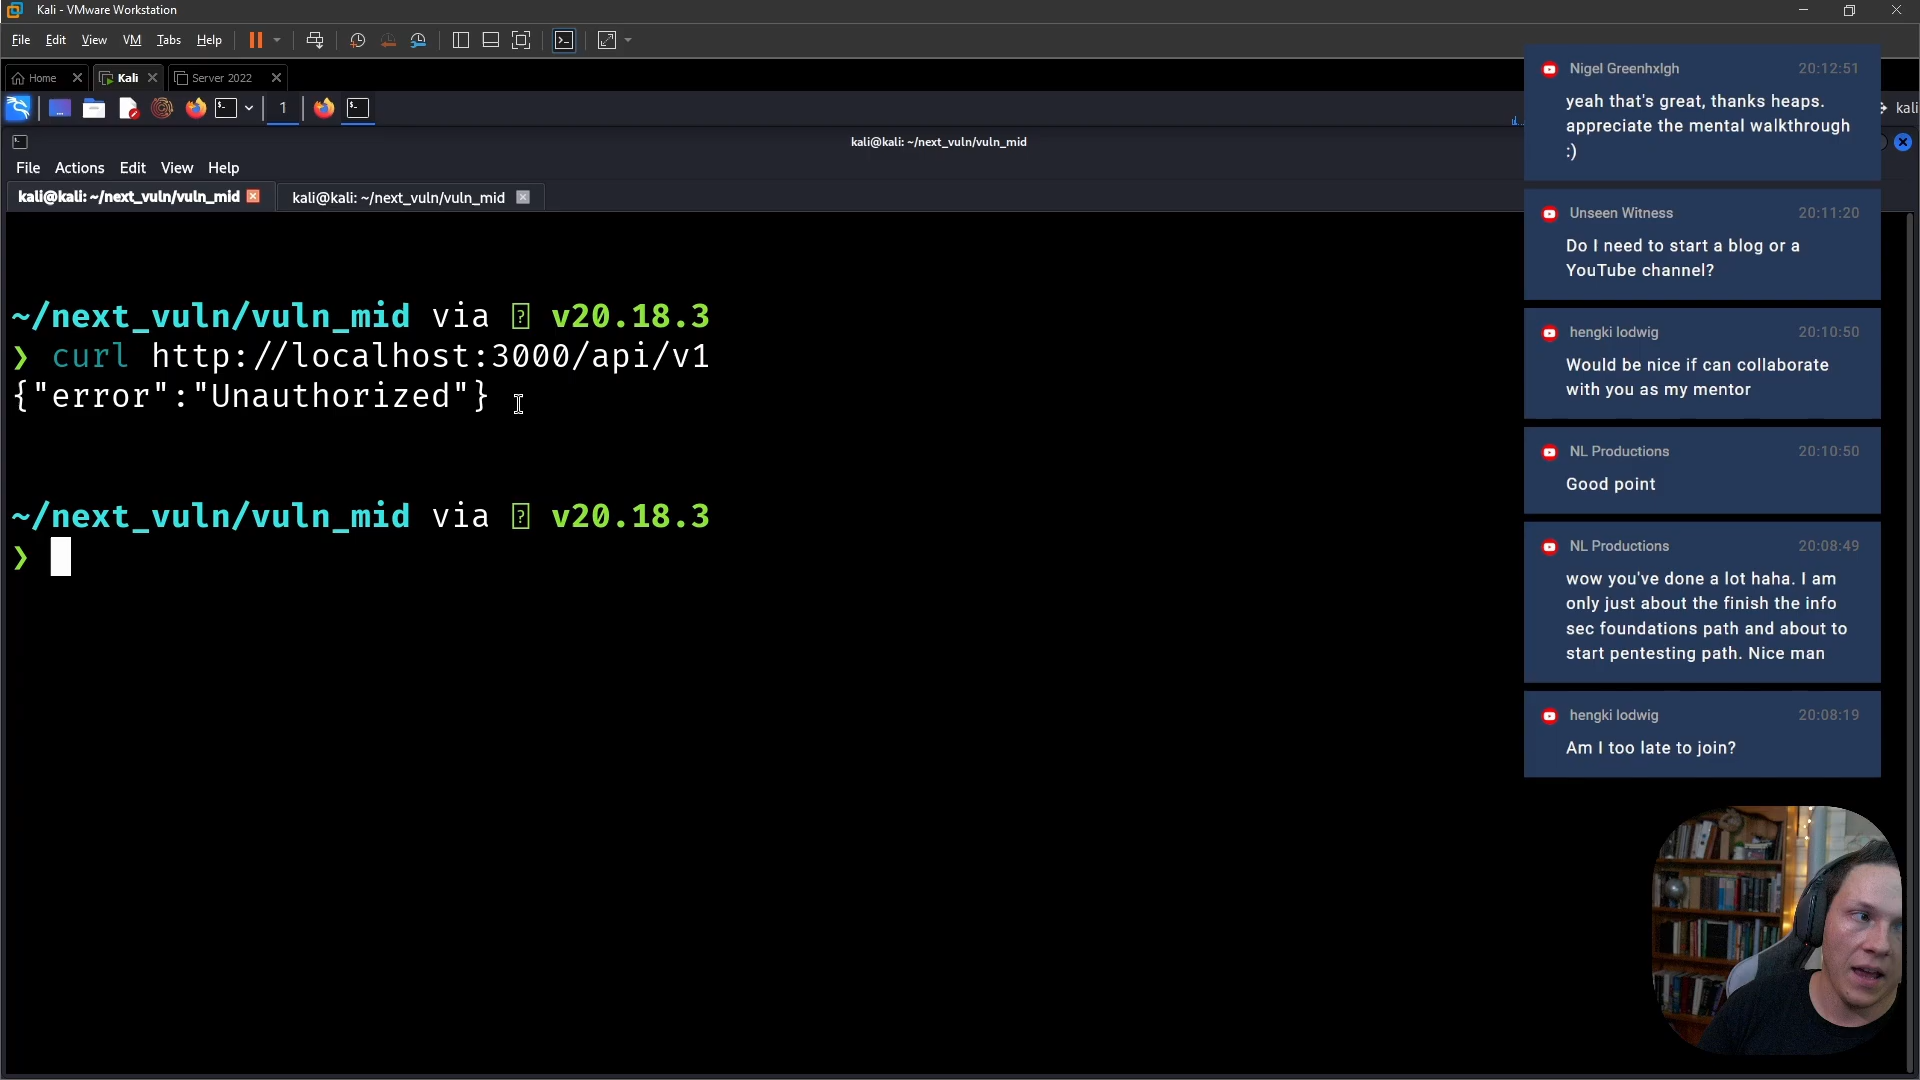 Kali - VMware Workstation
File Edit View VM Tabs Help
Home Kali Server 2022
1
kali
kali@kali: ~/next_vuln/vuln_mid
File Actions Edit View Help
kali@kali: ~/next_vuln/vuln_mid kali@kali: ~/next_vuln/vuln_mid
~/next_vuln/vuln_mid via v20.18.3
❯ curl http://localhost:3000/api/v1
{"error":"Unauthorized"}
~/next_vuln/vuln_mid via v20.18.3
❯
Nigel Greenhxlgh 20:12:51
yeah that's great, thanks heaps.
appreciate the mental walkthrough
:)
Unseen Witness 20:11:20
Do I need to start a blog or a
YouTube channel?
hengki lodwig 20:10:50
Would be nice if can collaborate
with you as my mentor
NL Productions 20:10:50
Good point
NL Productions 20:08:49
wow you've done a lot haha. I am
only just about the finish the info
sec foundations path and about to
start pentesting path. Nice man
hengki lodwig 20:08:19
Am I too late to join?